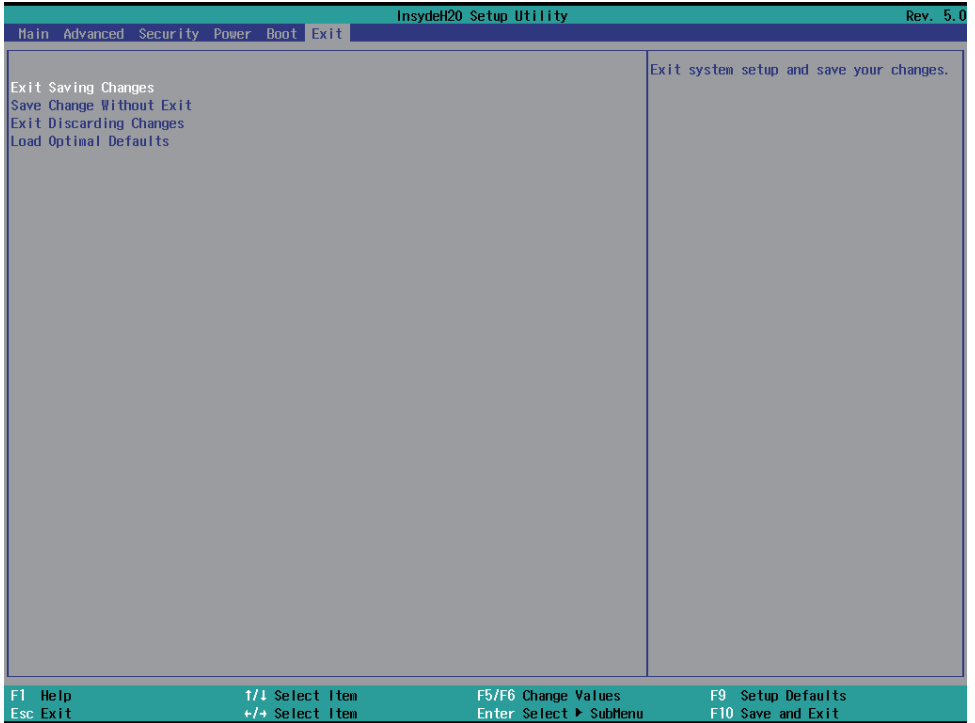 InsydeH20 Setup Utility Rev. 5.0
Main Advanced Security Power Boot Exit
Exit system setup and save your changes.
Exit Saving Changes
Save Change Without Exit
Exit Discarding Changes
Load Optimal Defaults
F1 Help ↑/↓ Select Item F5/F6 Change Values F9 Setup Defaults
Esc Exit ←/→ Select Item Enter Select ▶ SubMenu F10 Save and Exit